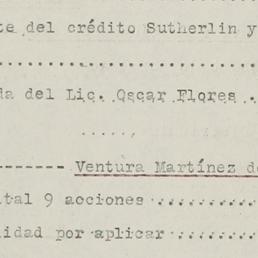 te del crédito Sutherlin y
....................
da del Lic. Oscar Flores ..
.....,
------- Ventura Martínez de
tal 9 acciones ..........
idad por aplicar ........